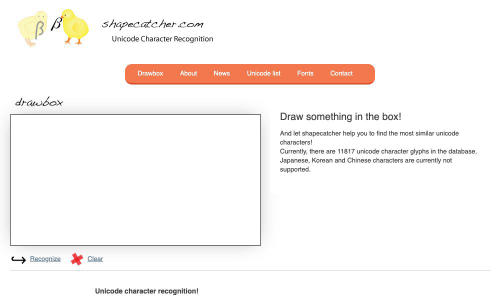 β β shapecatcher.com
Unicode Character Recognition
Drawbox About News Unicode list Fonts Contact
drawbox
Draw something in the box!
And let shapecatcher help you to find the most similar unicode
characters!
Currently, there are 11817 unicode character glyphs in the database.
Japanese, Korean and Chinese characters are currently not
supported.
Recognize Clear
Unicode character recognition!